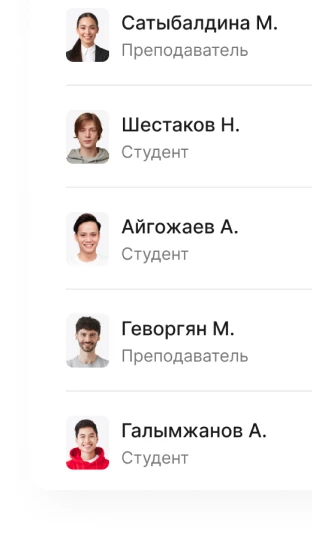 Сатыбалдина М.
Преподаватель
Шестаков Н.
Студент
Айгожаев А.
Студент
Геворгян М.
Преподаватель
Галымжанов А.
Студент